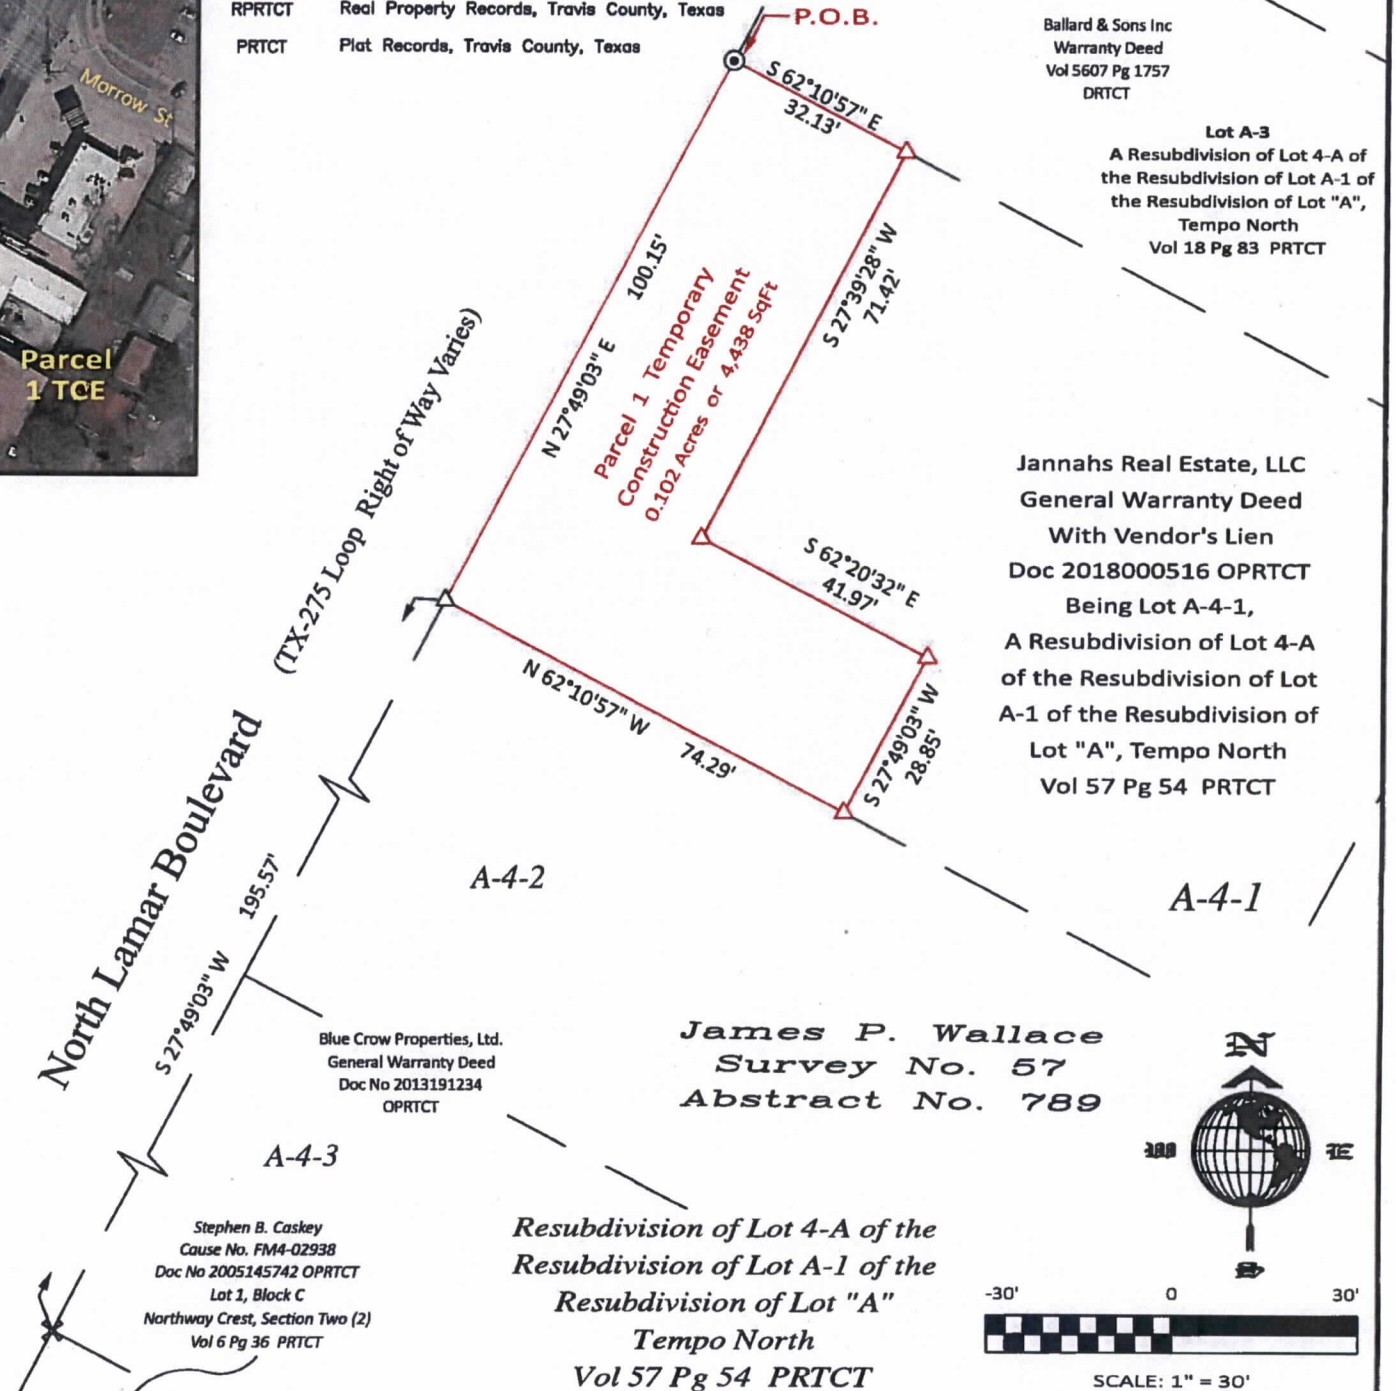 RPRTCT Real Property Records, Travis County, Texas
PRTCT Plat Records, Travis County, Texas
Morrow St
Parcel
1 TCE
P.O.B.
S 62°10'57" E
32.13'
Ballard & Sons Inc
Warranty Deed
Vol 5607 Pg 1757
DRTCT
Lot A-3
A Resubdivision of Lot 4-A of
the Resubdivision of Lot A-1 of
the Resubdivision of Lot "A",
Tempo North
Vol 18 Pg 83 PRTCT
N 27°49'03" E 100.15'
Parcel 1 Temporary
Construction Easement
0.102 Acres or 4,438 SqFt
S 27°39'28" W
71.42'
S 62°20'32" E
41.97'
S 27°49'03" W
28.85'
N 62°10'57" W 74.29'
Jannahs Real Estate, LLC
General Warranty Deed
With Vendor's Lien
Doc 2018000516 OPRTCT
Being Lot A-4-1,
A Resubdivision of Lot 4-A
of the Resubdivision of Lot
A-1 of the Resubdivision of
Lot "A", Tempo North
Vol 57 Pg 54 PRTCT
North Lamar Boulevard (TX-275 Loop Right of Way Varies)
S 27°49'03" W 195.57'
A-4-2
A-4-1
Blue Crow Properties, Ltd.
General Warranty Deed
Doc No 2013191234
OPRTCT
A-4-3
James P. Wallace
Survey No. 57
Abstract No. 789
Stephen B. Caskey
Cause No. FM4-02938
Doc No 2005145742 OPRTCT
Lot 1, Block C
Northway Crest, Section Two (2)
Vol 6 Pg 36 PRTCT
Resubdivision of Lot 4-A of the
Resubdivision of Lot A-1 of the
Resubdivision of Lot "A"
Tempo North
Vol 57 Pg 54 PRTCT
N
W
E
S
-30' 0 30'
SCALE: 1" = 30'